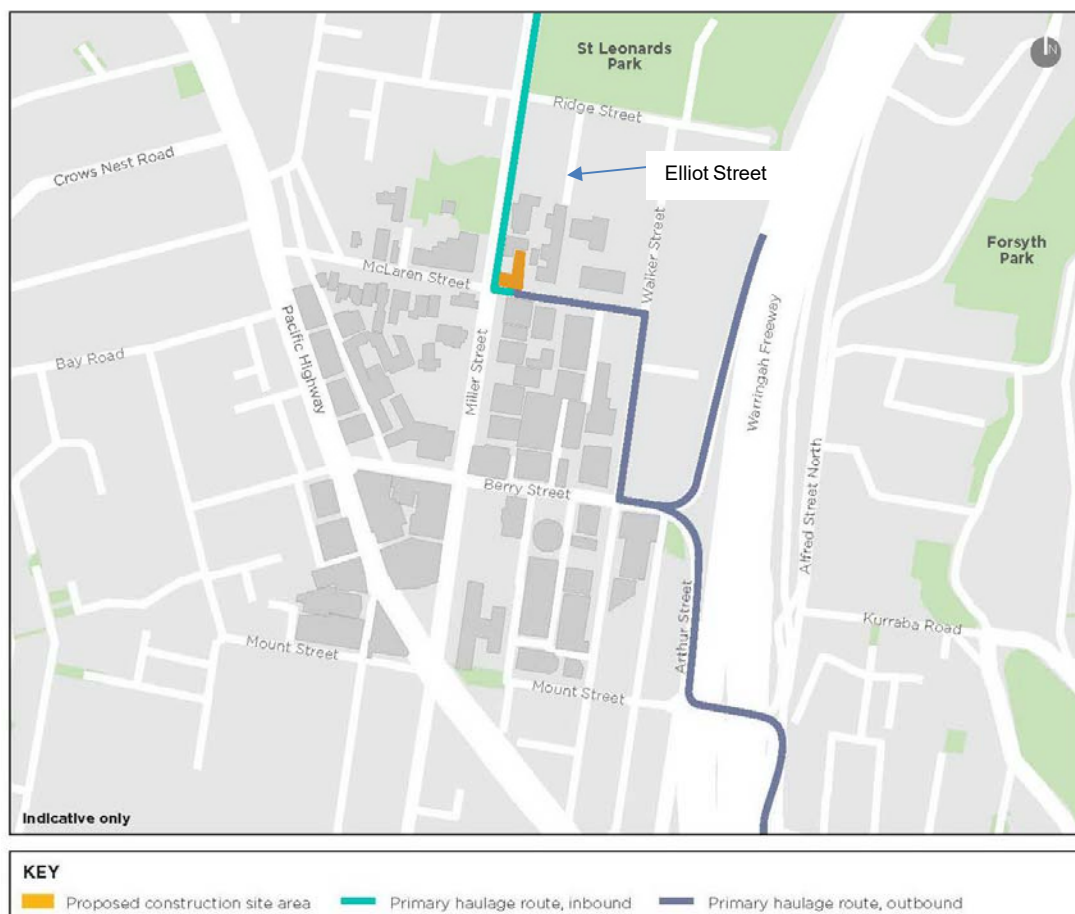 St Leonards
Park
N
Ridge Street
Crows Nest Road
Elliot Street
Walker Street
Forsyth
Park
McLaren Street
Pacific Highway
Bay Road
Miller Street
Warringah Freeway
Alfred Street North
Berry Street
Arthur Street
Kurraba Road
Mount Street
Mount Street
Indicative only
KEY
Proposed construction site area
Primary haulage route, inbound
Primary haulage route, outbound